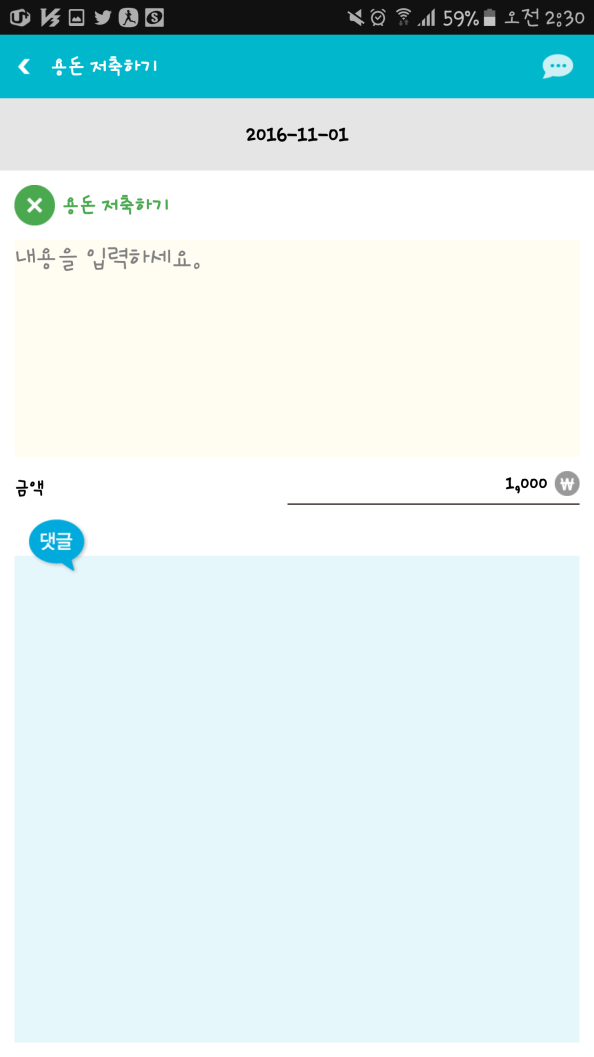 59% 오전 2:30
용돈 저축하기
2016-11-01
용돈 저축하기
내용을 입력하세요.
금액 1,000 ₩
댓글